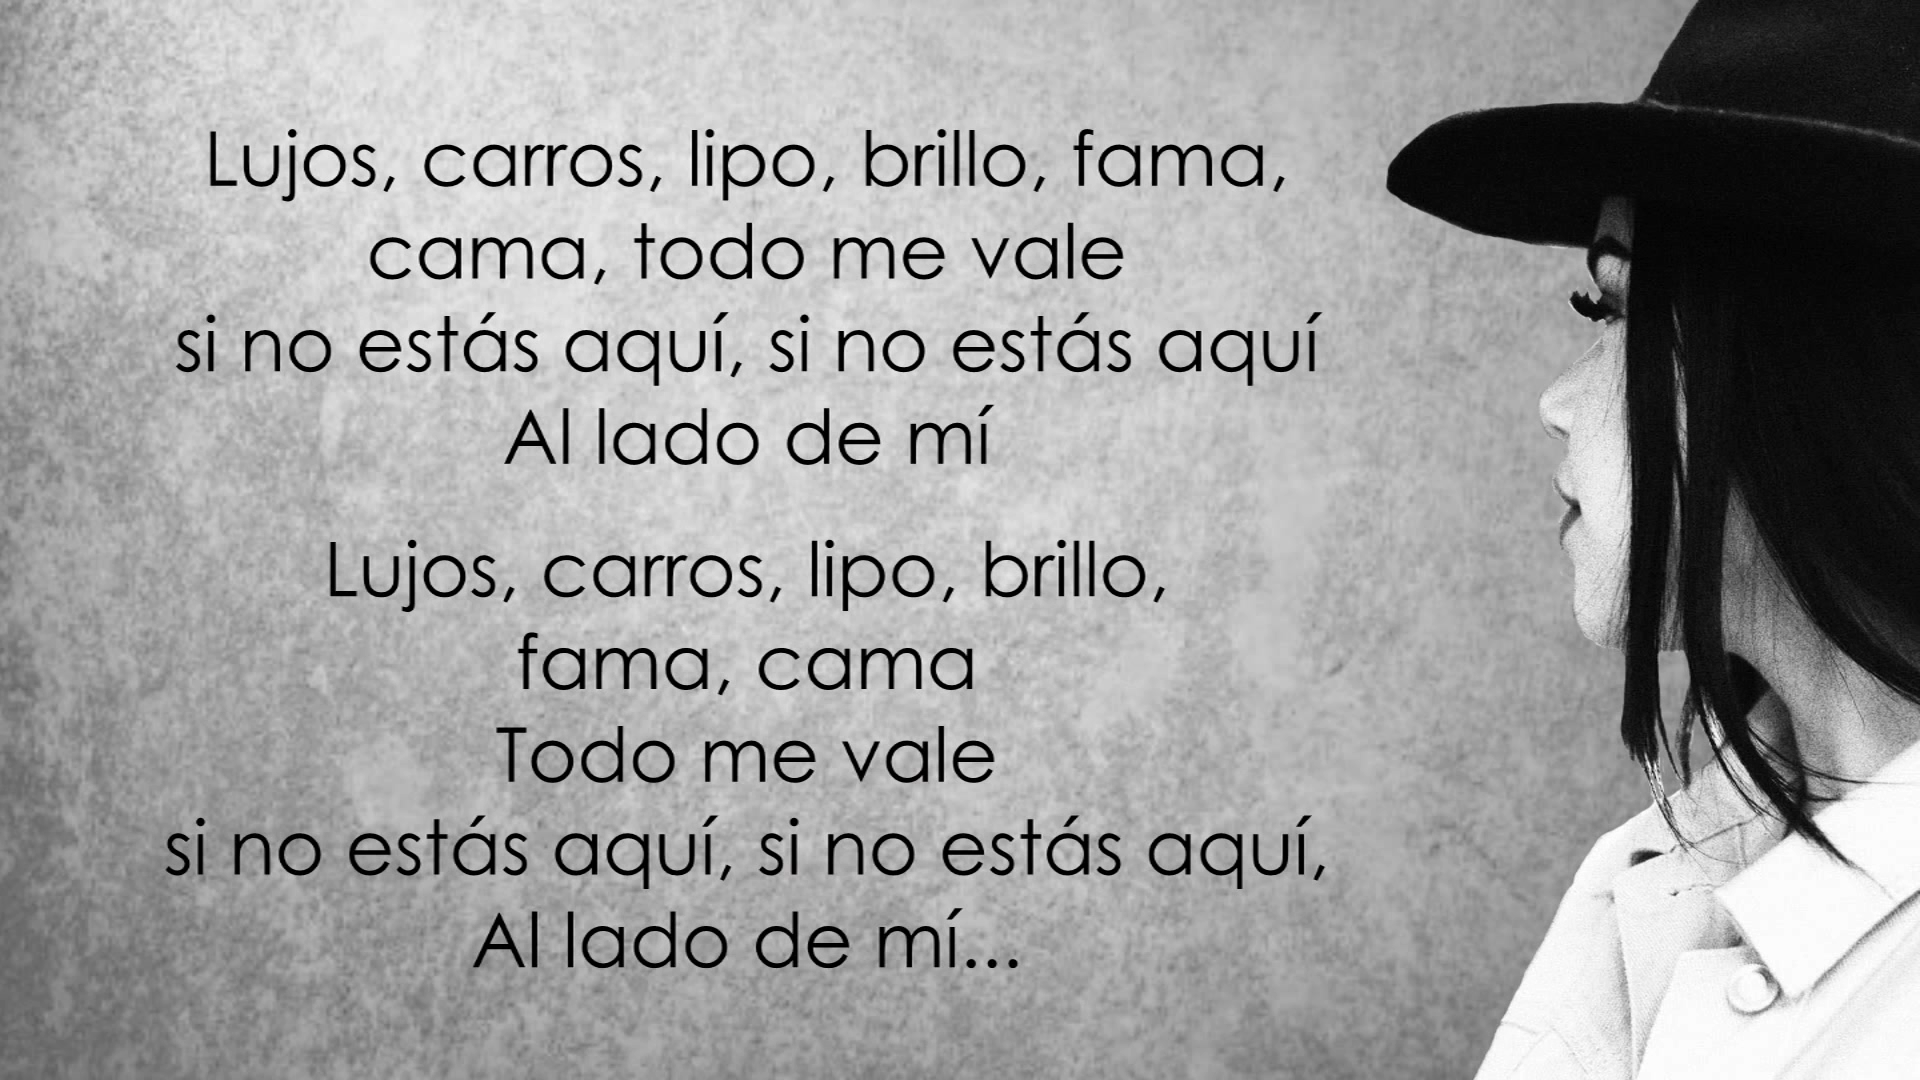 Lujos, carros, lipo, brillo, fama,
cama, todo me vale
si no estás aquí, si no estás aquí
Al lado de mí
Lujos, carros, lipo, brillo,
fama, cama
Todo me vale
si no estás aquí, si no estás aquí,
Al lado de mí...